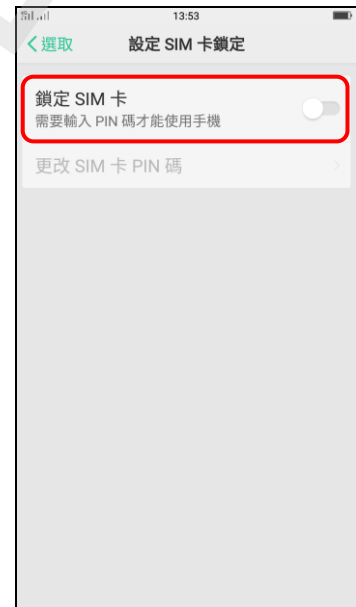 13:53
選取
設定 SIM 卡鎖定
鎖定 SIM 卡
需要輸入 PIN 碼才能使用手機
更改 SIM 卡 PIN 碼